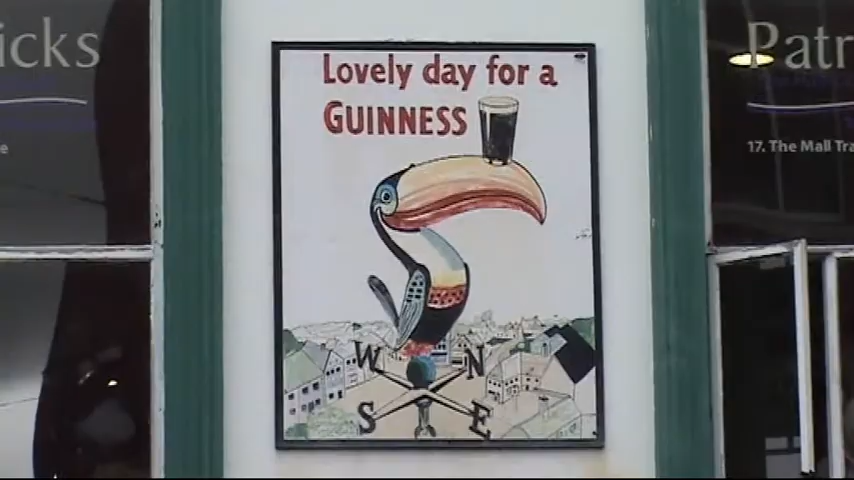 icks
Patr
Lovely day for a
GUINNESS
17. The Mall Tra
e
W N
S E